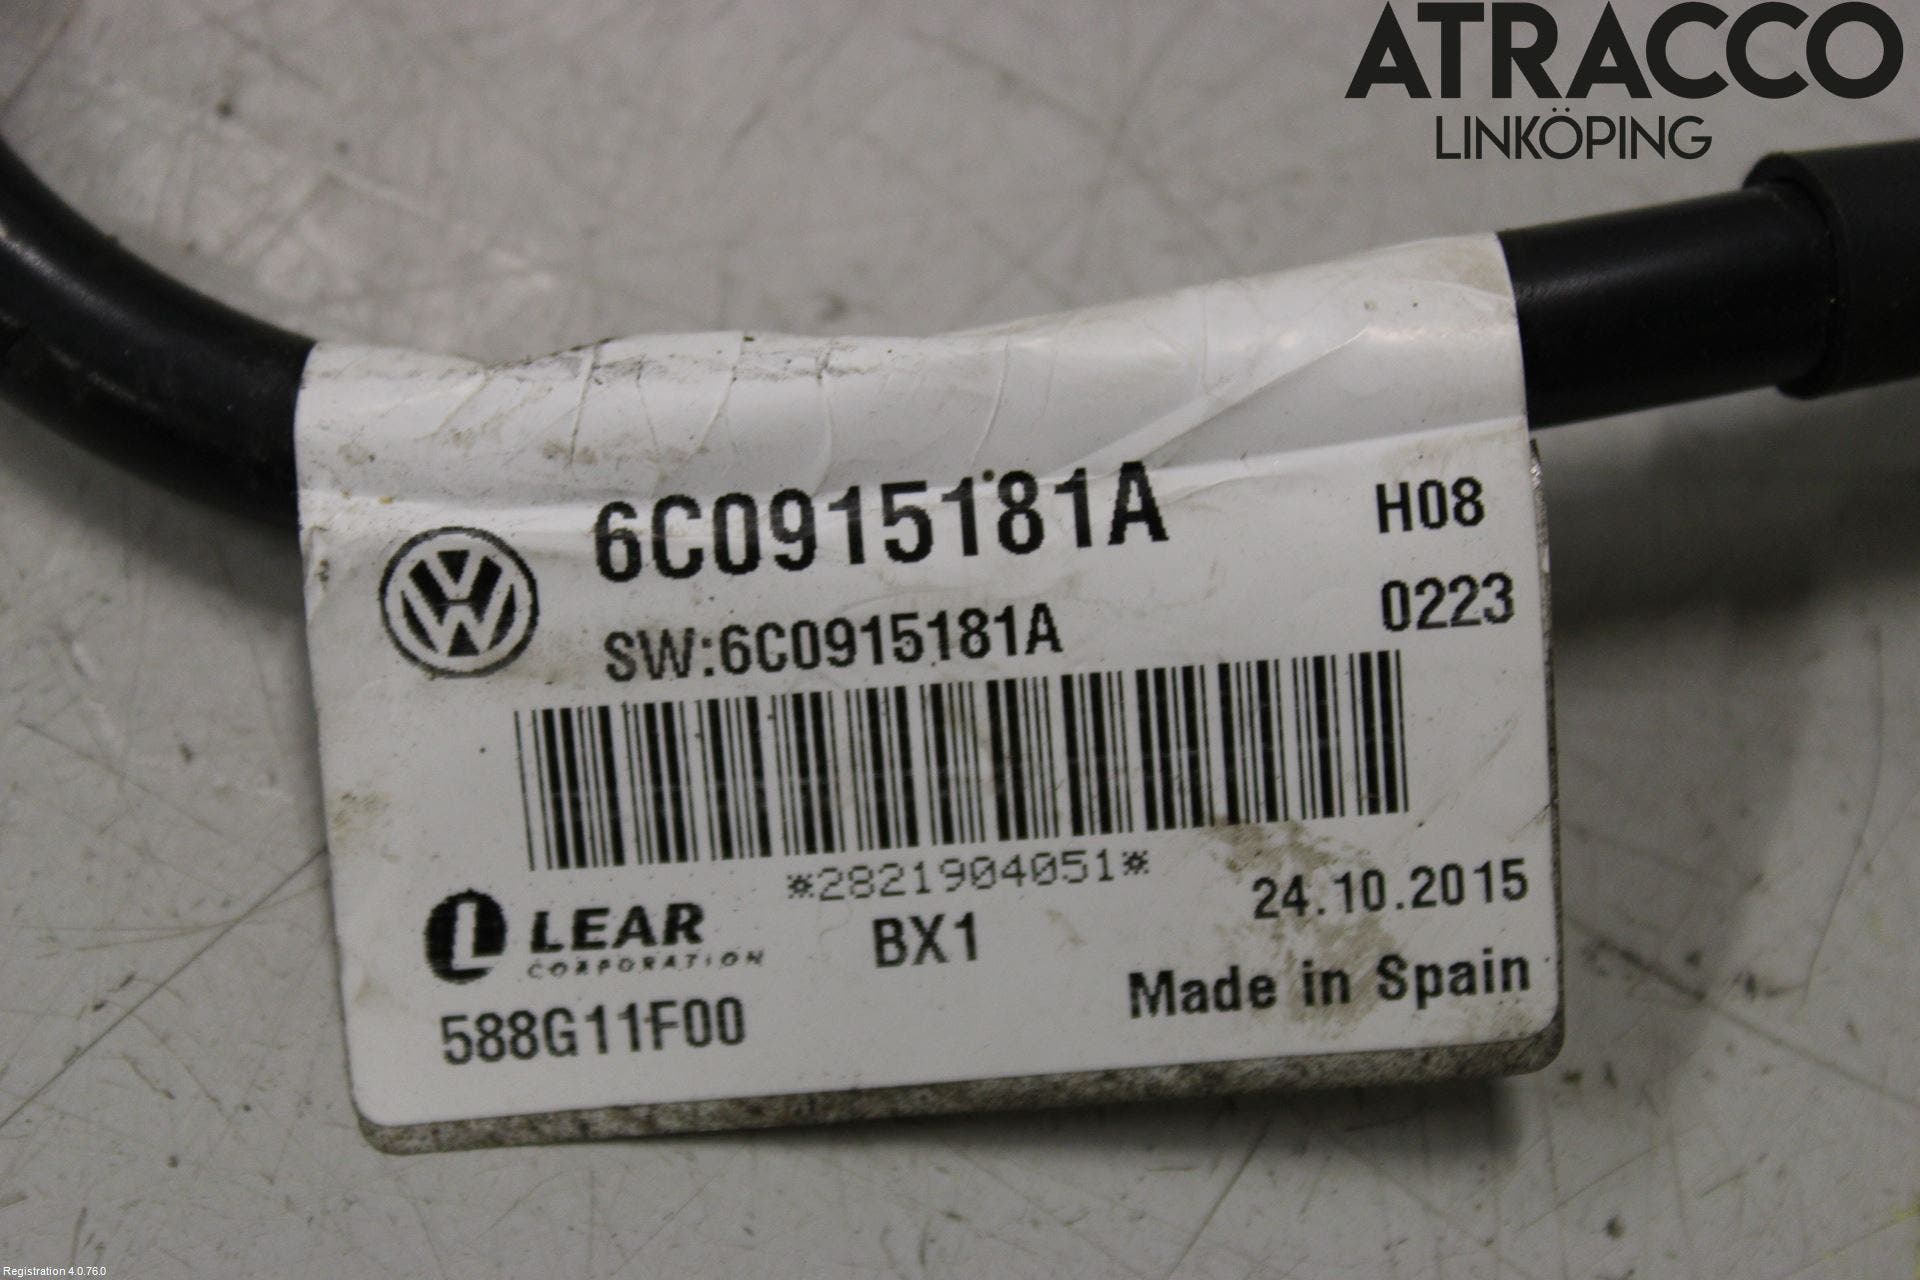 ATRACCO
LINKÖPING
6C0915181A
H08
SW:6C0915181A
0223
*2821904051*
LEAR
CORPORATION
BX1
24.10.2015
588G11F00
Made in Spain
Registration 4.0.76.0